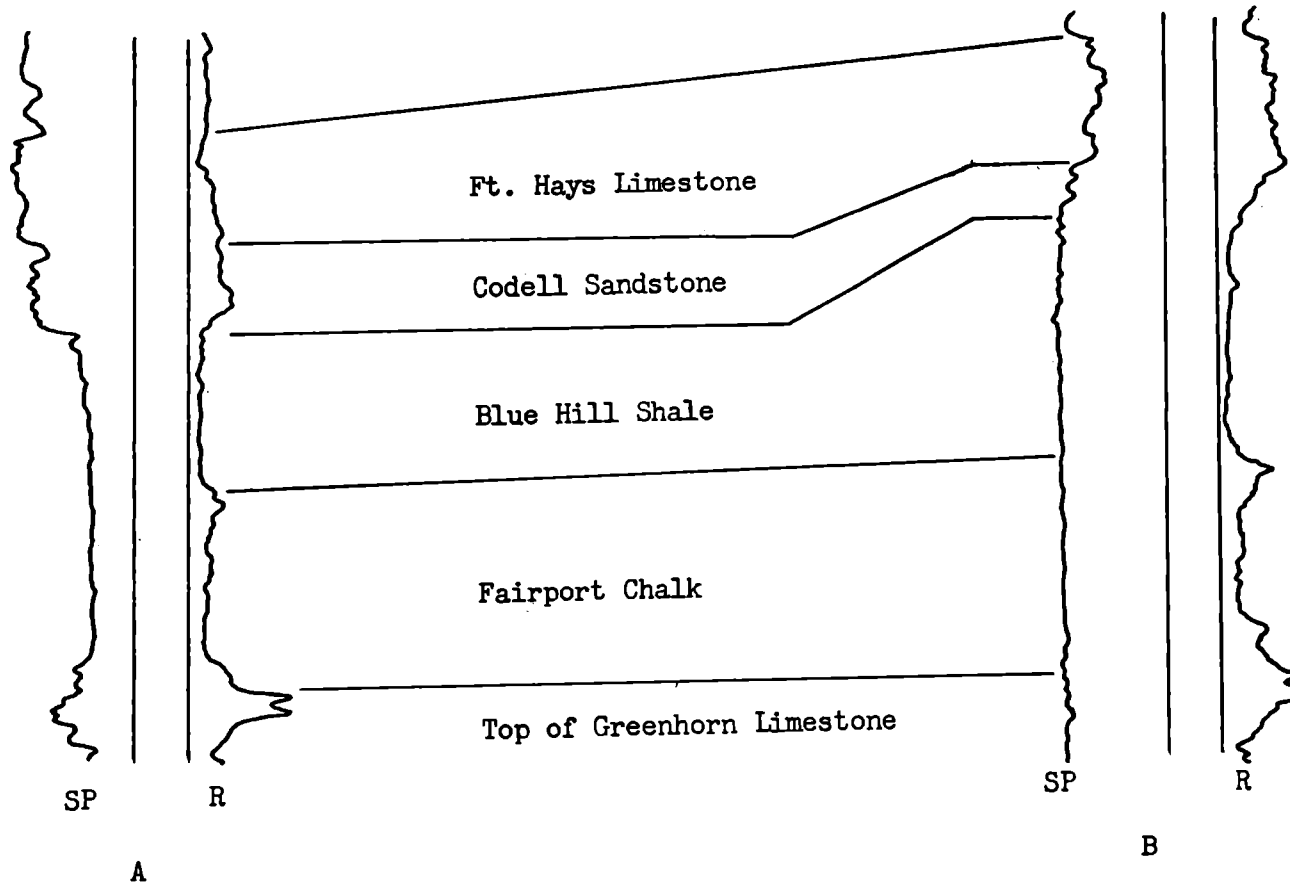 Ft. Hays Limestone
Codell Sandstone
Blue Hill Shale
Fairport Chalk
Top of Greenhorn Limestone
SP
R
SP
R
A
B